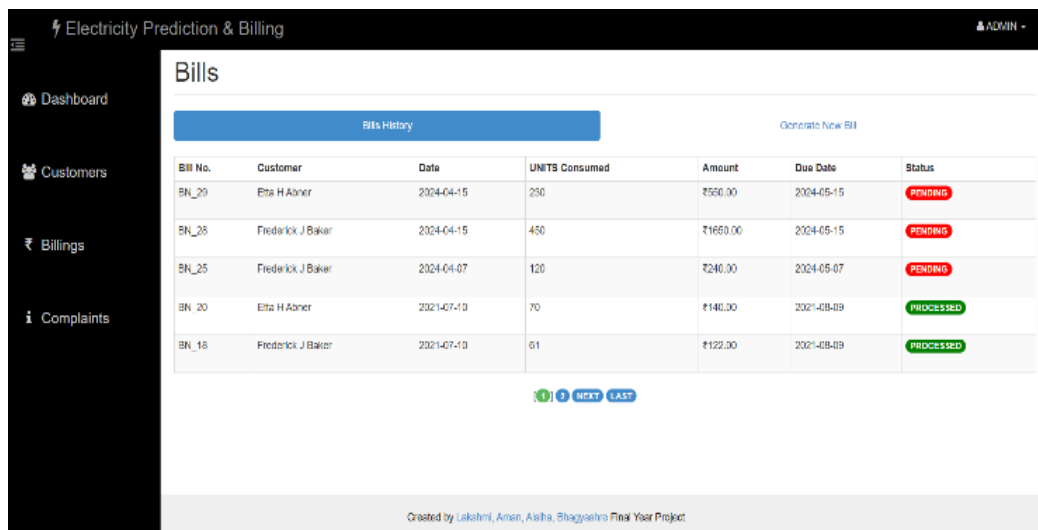 Electricity Prediction & Billing
ADMIN
Bills
Dashboard
Bills History Generate New Bill
Bill No. Customer Date UNITS Consumed Amount Due Date Status
Customers
BN_29 Etta H Abner 2024-04-15 230 2024-05-15 PENDING
BN_28 Frederick J Baker 2024-04-15 450 ₹1650.00 2024-05-15 PENDING
₹ Billings
BN_25 Frederick J Baker 2024-04-07 120 ₹240.00 2024-05-07 PENDING
BN_20 Etta H Abner 2021-07-10 70 ₹140.00 2021-08-09 PROCESSED
Complaints
BN_18 Frederick J Baker 2021-07-10 61 ₹122.00 2021-08-09 PROCESSED
[1] 2 NEXT LAST
Created by Lakshmi, Aman, Bhagyashro Final Year Project